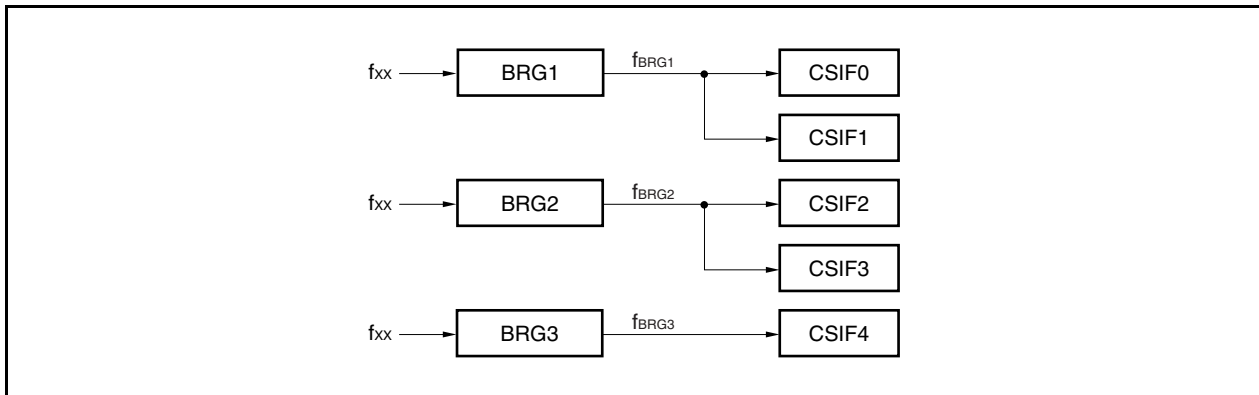 fxx BRG1 fBRG1 CSIF0
CSIF1
fxx BRG2 fBRG2 CSIF2
CSIF3
fxx BRG3 fBRG3 CSIF4